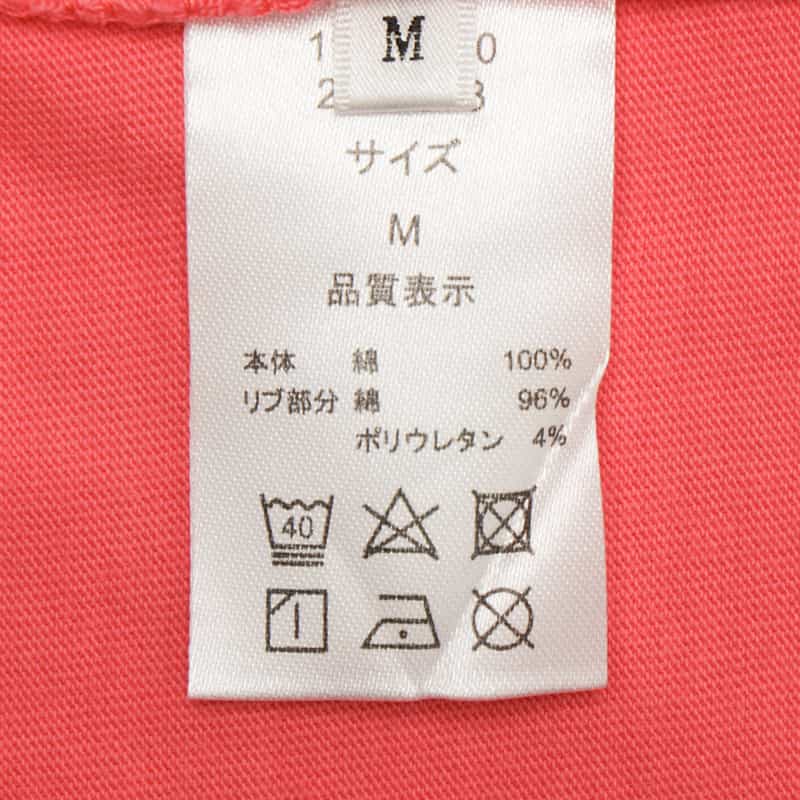 M
サイズ
M
品質表示
本体 綿 100%
リブ部分 綿 96%
ポリウレタン 4%
40